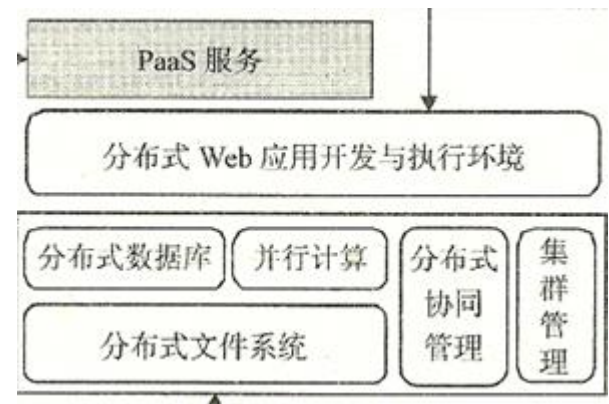 PaaS 服务
分布式 Web 应用开发与执行环境
分布式数据库
并行计算
分布式文件系统
分布式
协同
管理
集
群
管
理